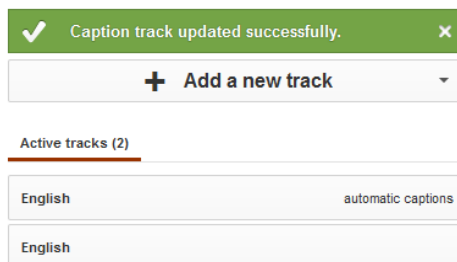 Caption track updated successfully.
Add a new track
Active tracks (2)
English automatic captions
English